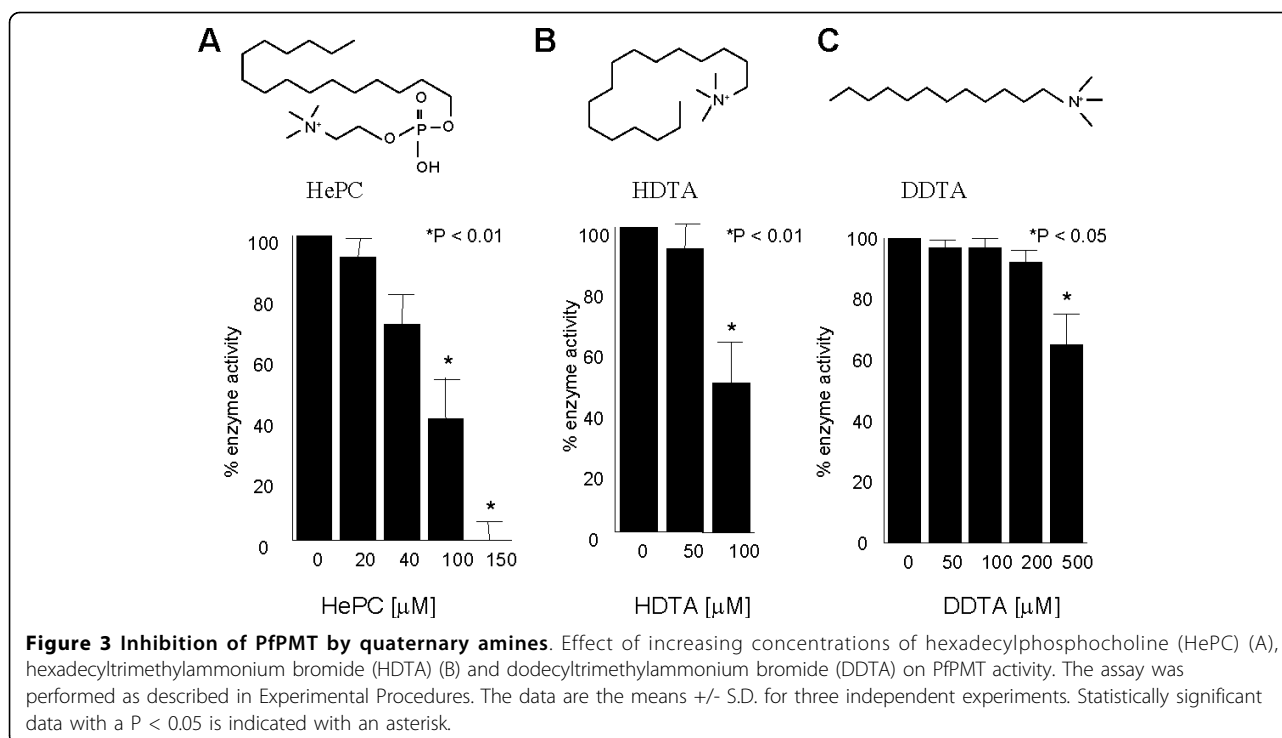 A
B
C
O
N+
O
P
O
OH
N+
N+
HePC
HDTA
DDTA
*P < 0.01
*P < 0.01
*P < 0.05
% enzyme activity
100
80
60
40
20
0
*
*
0 20 40 100 150
HePC [µM]
% enzyme activity
100
80
60
40
20
0
*
0 50 100
HDTA [µM]
% enzyme activity
100
80
60
40
20
0
*
0 50 100 200 500
DDTA [µM]
Figure 3 Inhibition of PfPMT by quaternary amines. Effect of increasing concentrations of hexadecylphosphocholine (HePC) (A),
hexadecyltrimethylammonium bromide (HDTA) (B) and dodecyltrimethylammonium bromide (DDTA) on PfPMT activity. The assay was
performed as described in Experimental Procedures. The data are the means +/- S.D. for three independent experiments. Statistically significant
data with a P < 0.05 is indicated with an asterisk.